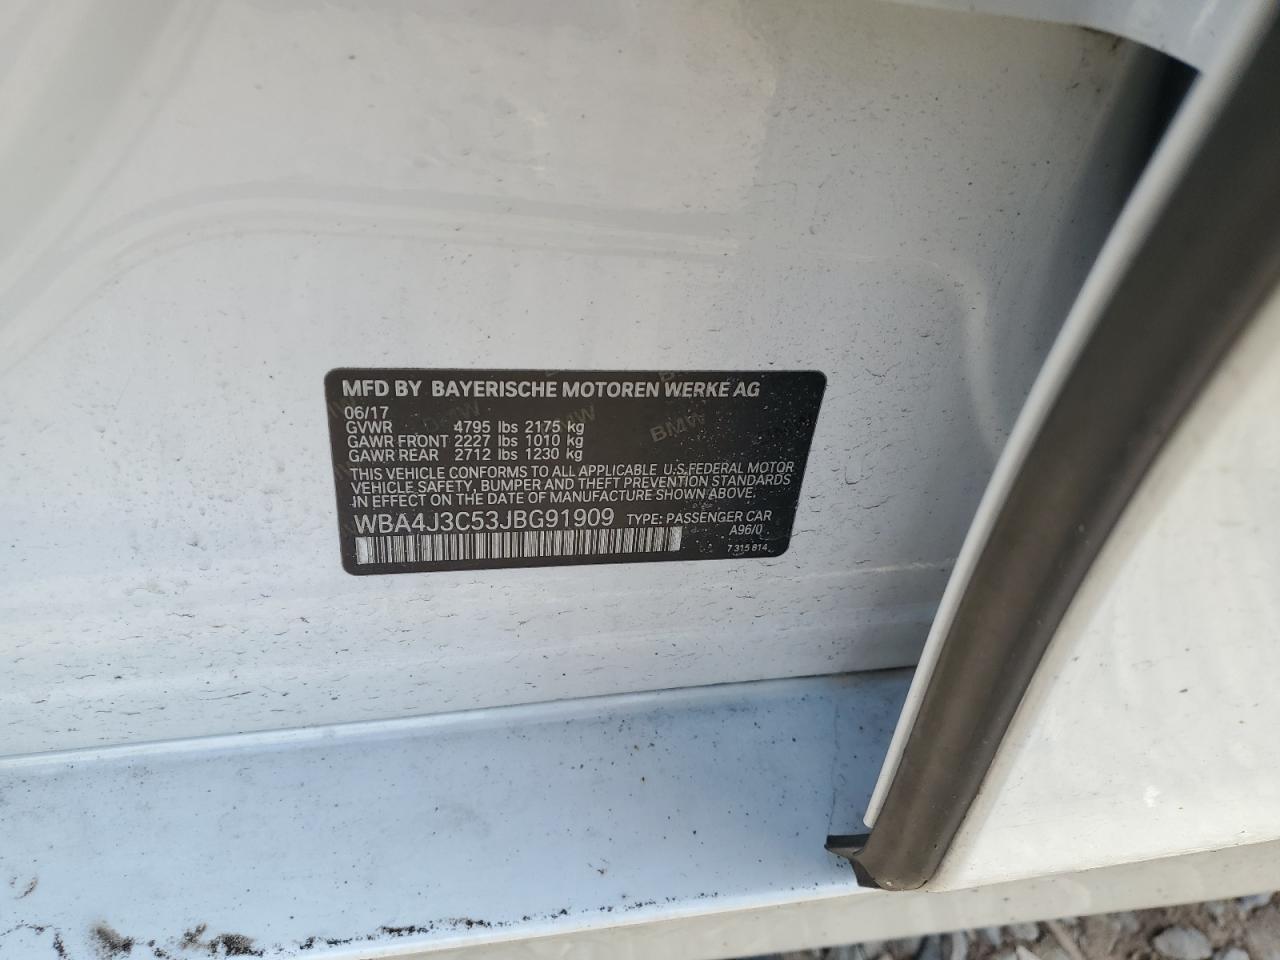 MFD BY BAYERISCHE MOTOREN WERKE AG
06/17
GVWR 4795 lbs 2175 kg
GAWR FRONT 2227 lbs 1010 kg
GAWR REAR 2712 lbs 1230 kg
THIS VEHICLE CONFORMS TO ALL APPLICABLE U.S.FEDERAL MOTOR
VEHICLE SAFETY, BUMPER AND THEFT PREVENTION STANDARDS
IN EFFECT ON THE DATE OF MANUFACTURE SHOWN ABOVE.
WBA4J3C53JBG91909 TYPE: PASSENGER CAR
A96/0
7 315 814
BMW
BMW
BMW